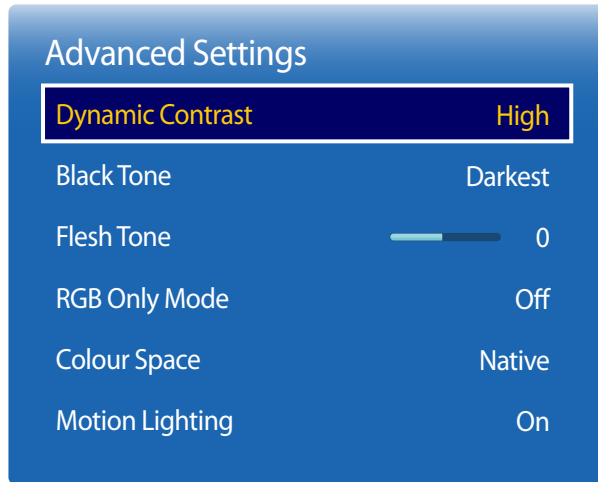 Advanced Settings
Dynamic Contrast High
Black Tone Darkest
Flesh Tone 0
RGB Only Mode Off
Colour Space Native
Motion Lighting On